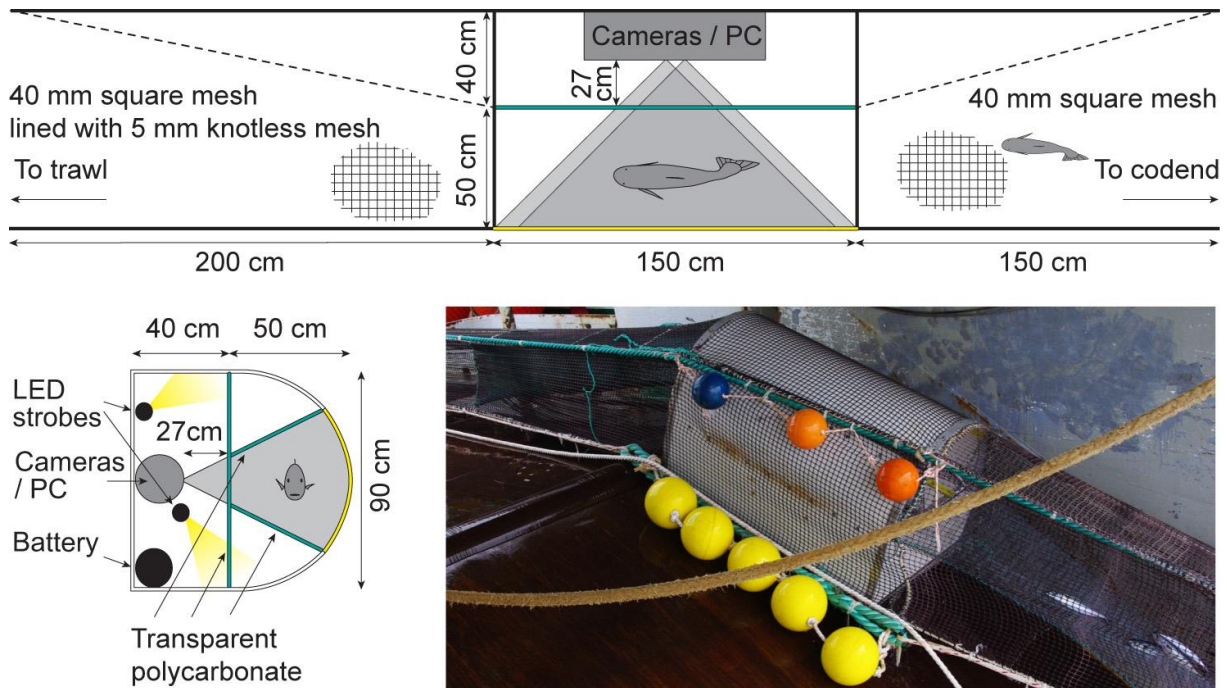 Cameras / PC
40 cm
27
cm
50 cm
40 mm square mesh
lined with 5 mm knotless mesh
To trawl
40 mm square mesh
To codend
200 cm
150 cm
150 cm
40 cm
50 cm
LED
strobes
27cm
Cameras
/ PC
90 cm
Battery
Transparent
polycarbonate